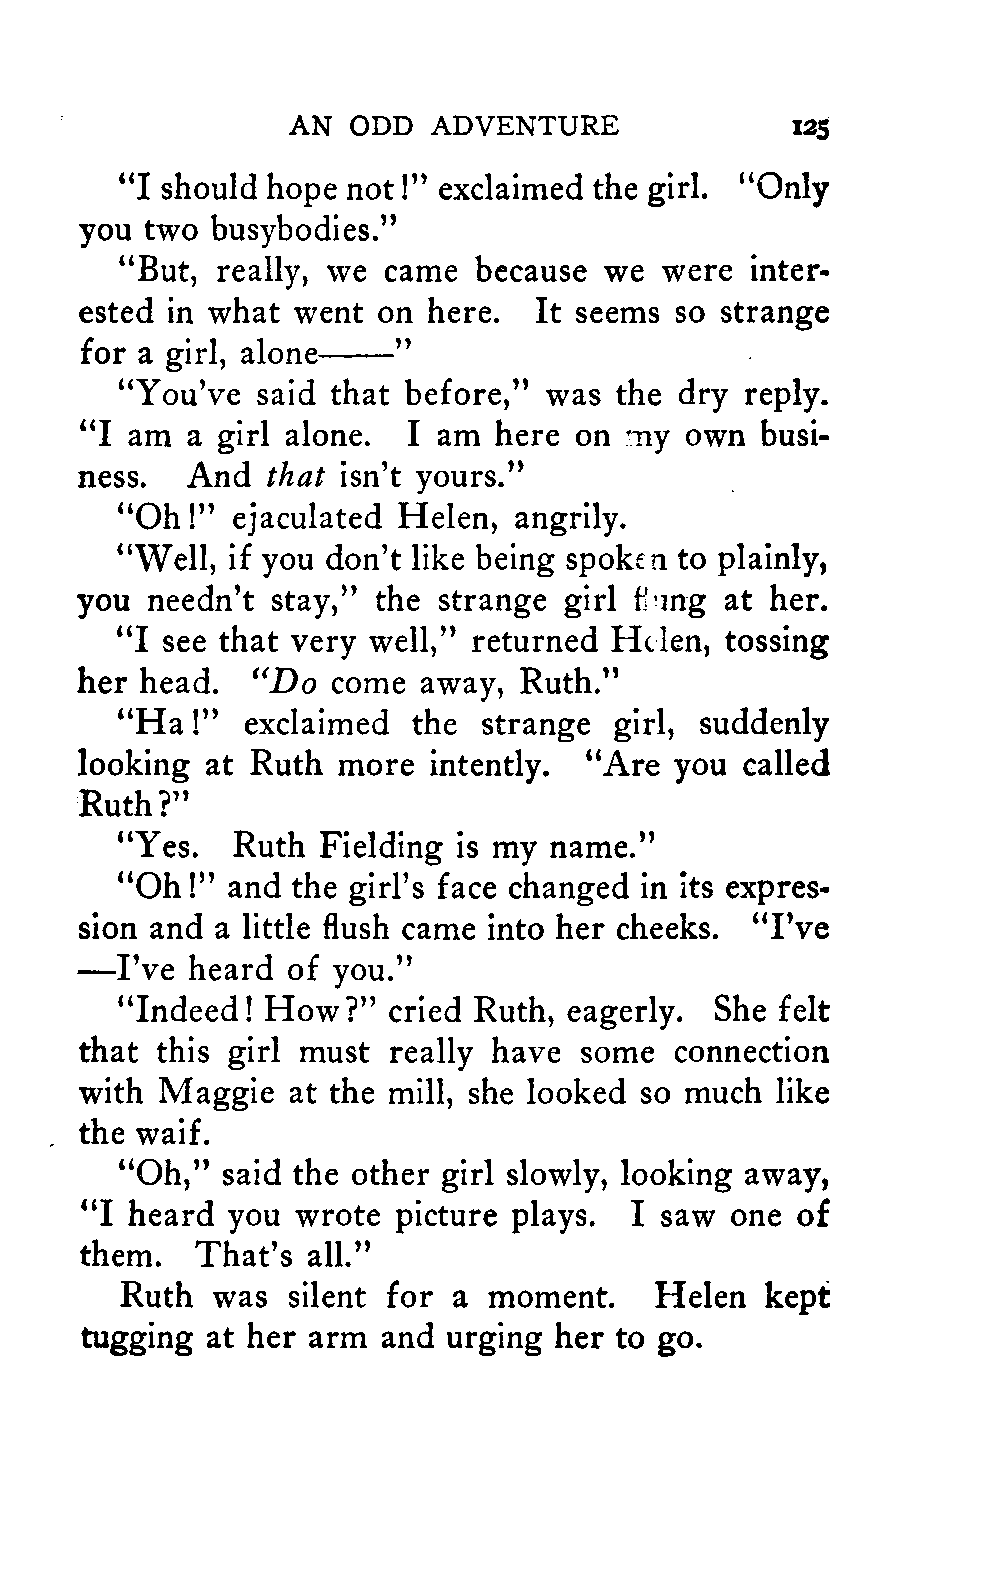 AN ODD ADVENTURE 125
“I should hope not!” exclaimed the girl. “Only
you two busybodies.”
“But, really, we came because we were inter-
ested in what went on here. It seems so strange
for a girl, alone——”
“You've said that before,” was the dry reply.
“I am a girl alone. I am here on my own busi-
ness. And that isn't yours.”
“Oh!” ejaculated Helen, angrily.
“Well, if you don't like being spoken to plainly,
you needn't stay,” the strange girl flung at her.
“I see that very well,” returned Helen, tossing
her head. “Do come away, Ruth.”
“Ha!” exclaimed the strange girl, suddenly
looking at Ruth more intently. “Are you called
Ruth?”
“Yes. Ruth Fielding is my name.”
“Oh!” and the girl's face changed in its expres-
sion and a little flush came into her cheeks. “I've
—I've heard of you.”
“Indeed! How?” cried Ruth, eagerly. She felt
that this girl must really have some connection
with Maggie at the mill, she looked so much like
the waif.
“Oh,” said the other girl slowly, looking away,
“I heard you wrote picture plays. I saw one of
them. That's all.”
Ruth was silent for a moment. Helen kept
tugging at her arm and urging her to go.